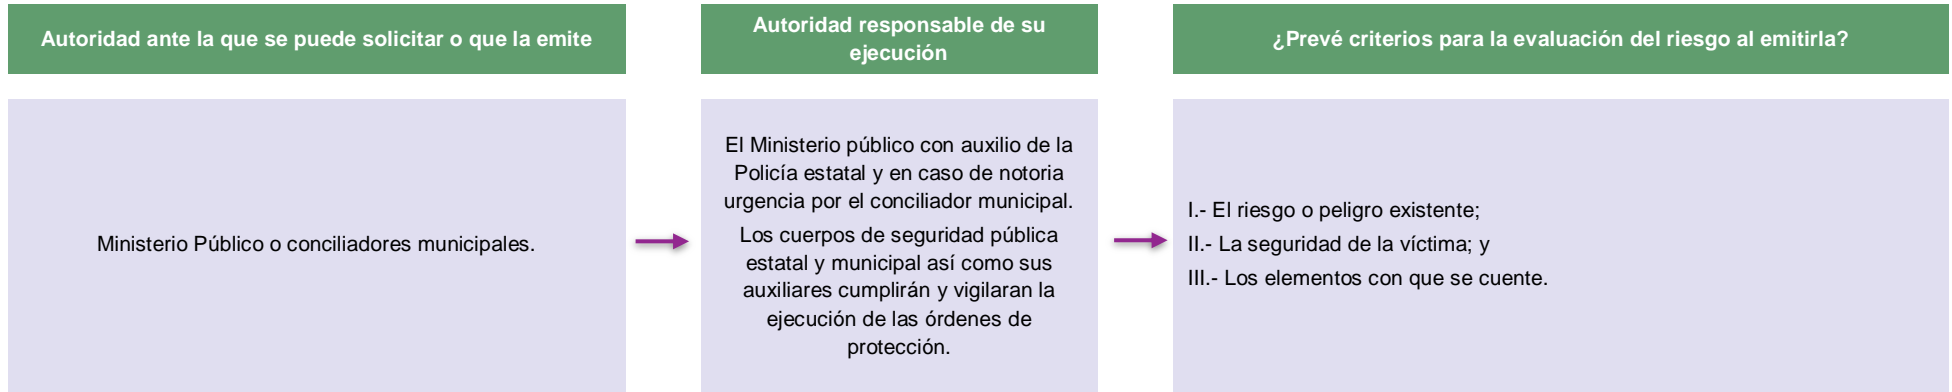 Autoridad ante la que se puede solicitar o que la emite
Autoridad responsable de su
ejecución
¿Prevé criterios para la evaluación del riesgo al emitirla?
Ministerio Público o conciliadores municipales.
El Ministerio público con auxilio de la
Policía estatal y en caso de notoria
urgencia por el conciliador municipal.
Los cuerpos de seguridad pública
estatal y municipal así como sus
auxiliares cumplirán y vigilaran la
ejecución de las órdenes de
protección.
I.- El riesgo o peligro existente;
II.- La seguridad de la víctima; y
III.- Los elementos con que se cuente.